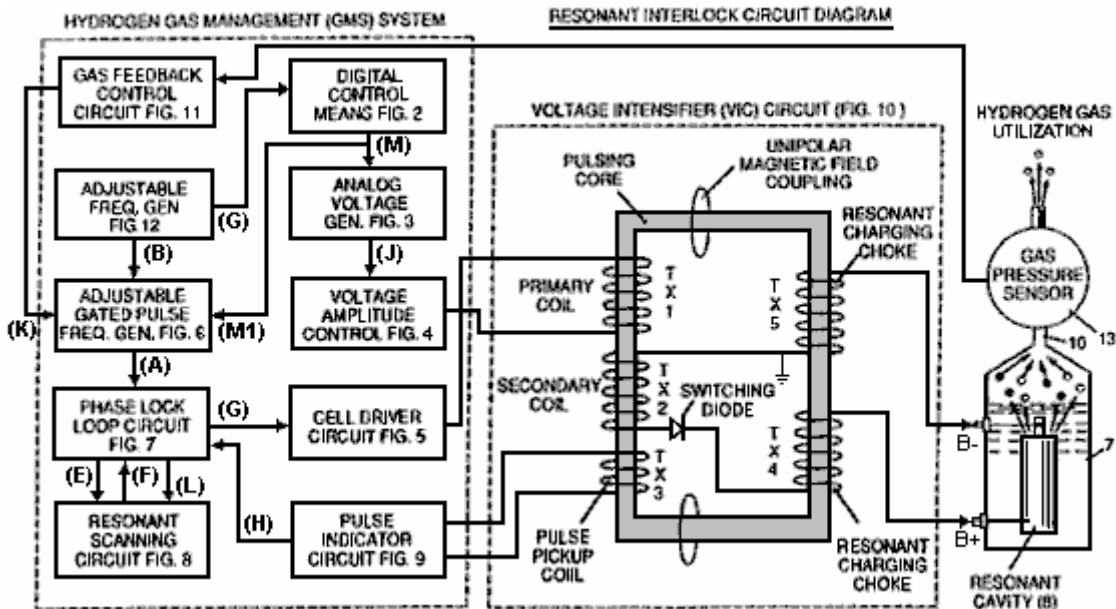 HYDROGEN GAS MANAGEMENT (GMS) SYSTEM
RESONANT INTERLOCK CIRCUIT DIAGRAM
GAS FEEDBACK
CONTROL
CIRCUIT FIG. 11
DIGITAL
CONTROL
MEANS FIG. 2
(M)
ADJUSTABLE
FREQ. GEN
FIG.12
(G)
(B)
ANALOG
VOLTAGE
GEN. FIG. 3
(J)
(K)
ADJUSTABLE
GATED PULSE
FREQ. GEN. FIG. 6
(M1)
VOLTAGE
AMPLITUDE
CONTROL FIG. 4
(A)
PHASE LOCK
LOOP CIRCUIT
FIG. 7
(G)
CELL DRIVER
CIRCUIT FIG. 5
(E)
(F)
(L)
(H)
RESONANT
SCANNING
CIRCUIT FIG. 8
PULSE
INDICATOR
CIRCUIT FIG. 9
VOLTAGE INTENSIFIER (VIC) CIRCUIT (FIG. 10 )
PULSING
CORE
UNIPOLAR
MAGNETIC FIELD
COUPLING
RESONANT
CHARGING
CHOKE
PRIMARY
COIL
TX1
TX5
SECONDARY
COIL
TX2
SWITCHING
DIODE
TX4
TX3
PULSE
PICKUP
COIL
RESONANT
CHARGING
CHOKE
HYDROGEN GAS
UTILIZATION
GAS
PRESSURE
SENSOR
13
10
B-
7
B+
RESONANT
CAVITY (8)